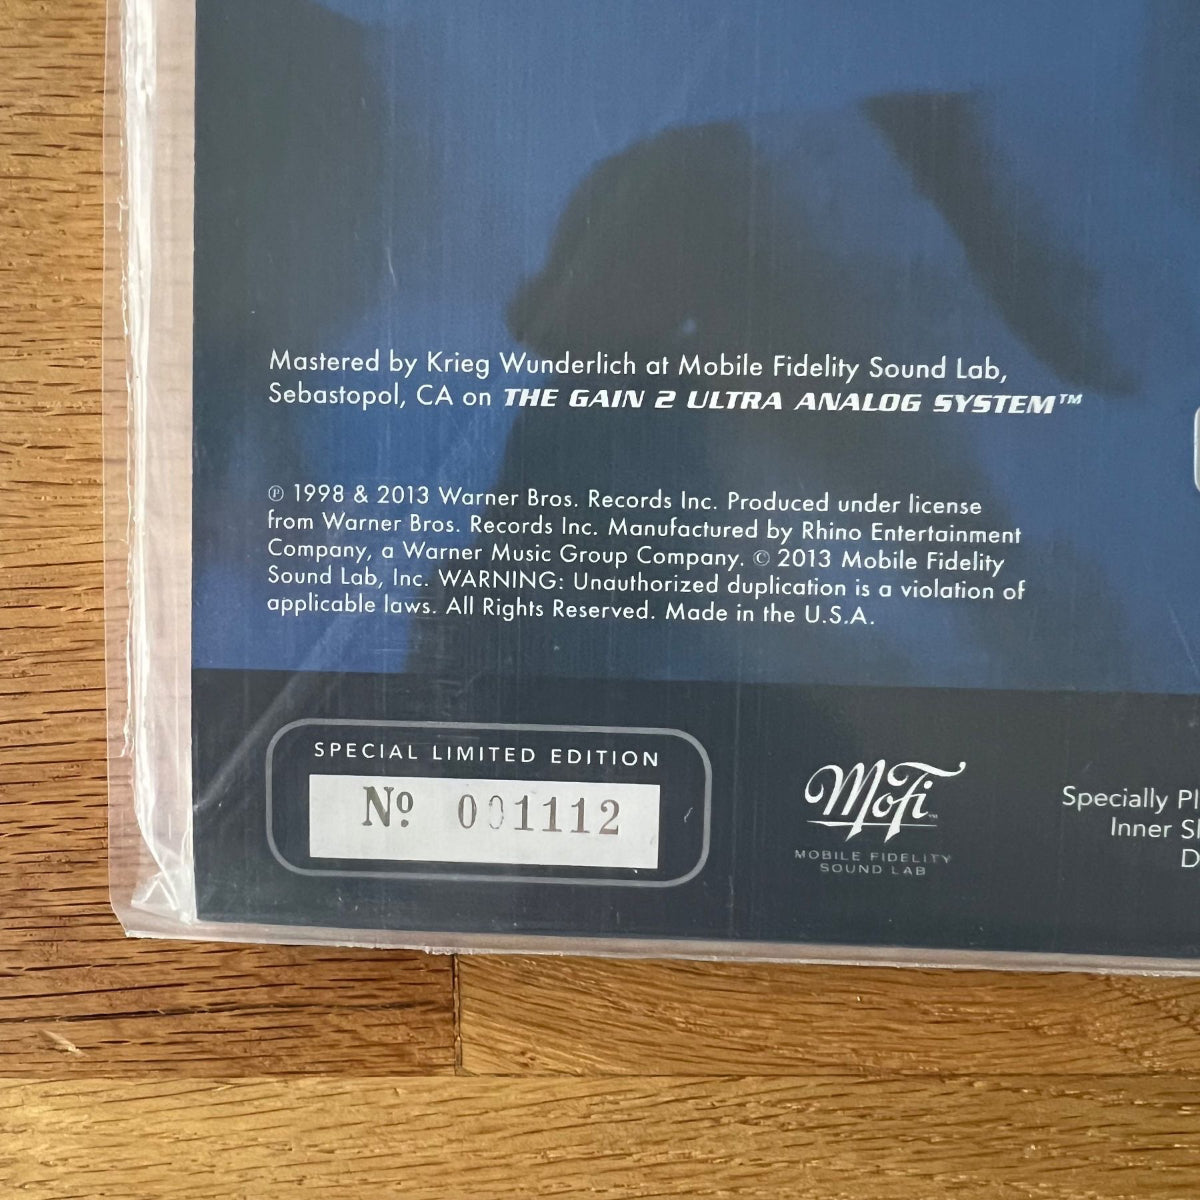 Mastered by Krieg Wunderlich at Mobile Fidelity Sound Lab,
Sebastopol, CA on THE GAIN 2 ULTRA ANALOG SYSTEM™
℗ 1998 & 2013 Warner Bros. Records Inc. Produced under license
from Warner Bros. Records Inc. Manufactured by Rhino Entertainment
Company, a Warner Music Group Company. © 2013 Mobile Fidelity
Sound Lab, Inc. WARNING: Unauthorized duplication is a violation of
applicable laws. All Rights Reserved. Made in the U.S.A.
SPECIAL LIMITED EDITION
Nº 001112
MoFi
MOBILE FIDELITY
SOUND LAB
Specially
Inner